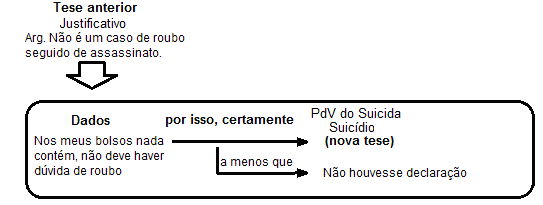 Tese anterior
Justificativo
Arg. Não é um caso de roubo
seguido de assassinato.
Dados
Nos meus bolsos nada
contém, não deve haver
dúvida de roubo
por isso, certamente
PdV do Suicida
Suicídio
(nova tese)
a menos que
Não houvesse declaração